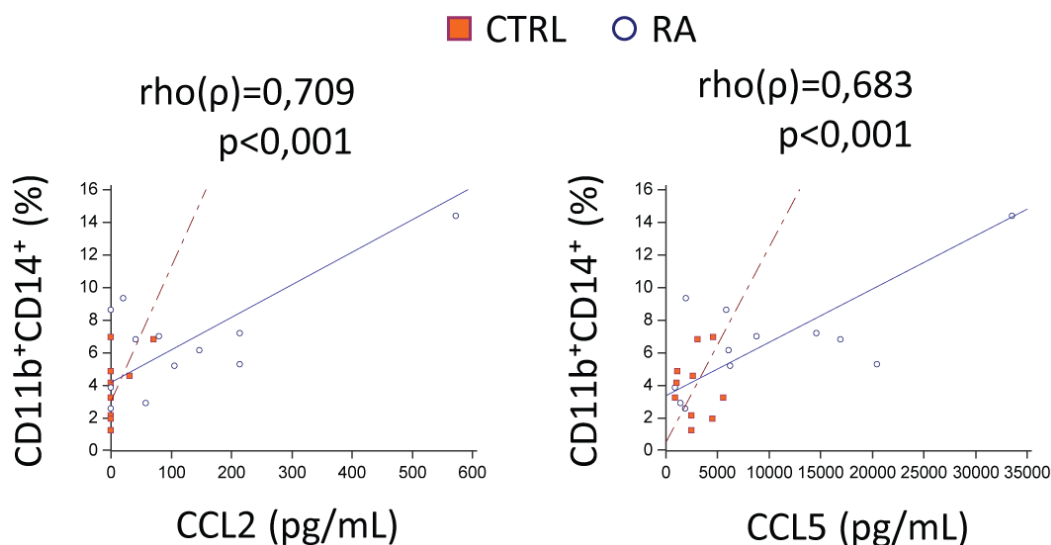 CTRL RA
rho(ρ)=0,709
p<0,001
CD11b⁺CD14⁺ (%)
16
14
12
10
8
6
4
2
0
0 100 200 300 400 500 600
CCL2 (pg/mL)
rho(ρ)=0,683
p<0,001
CD11b⁺CD14⁺ (%)
16
14
12
10
8
6
4
2
0
0 5000 10000 15000 20000 25000 30000 35000
CCL5 (pg/mL)